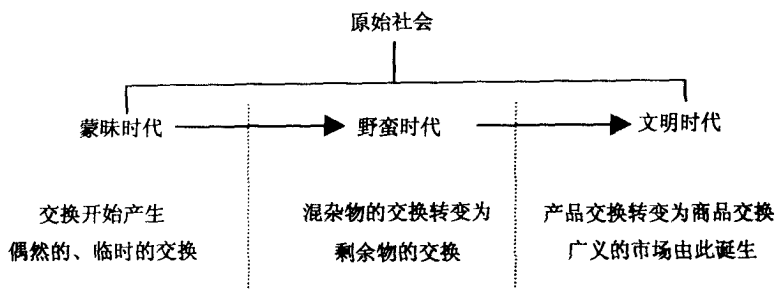 原始社会
蒙昧时代
野蛮时代
文明时代
交换开始产生
偶然的、临时的交换
混杂物的交换转变为
剩余物的交换
产品交换转变为商品交换
广义的市场由此诞生